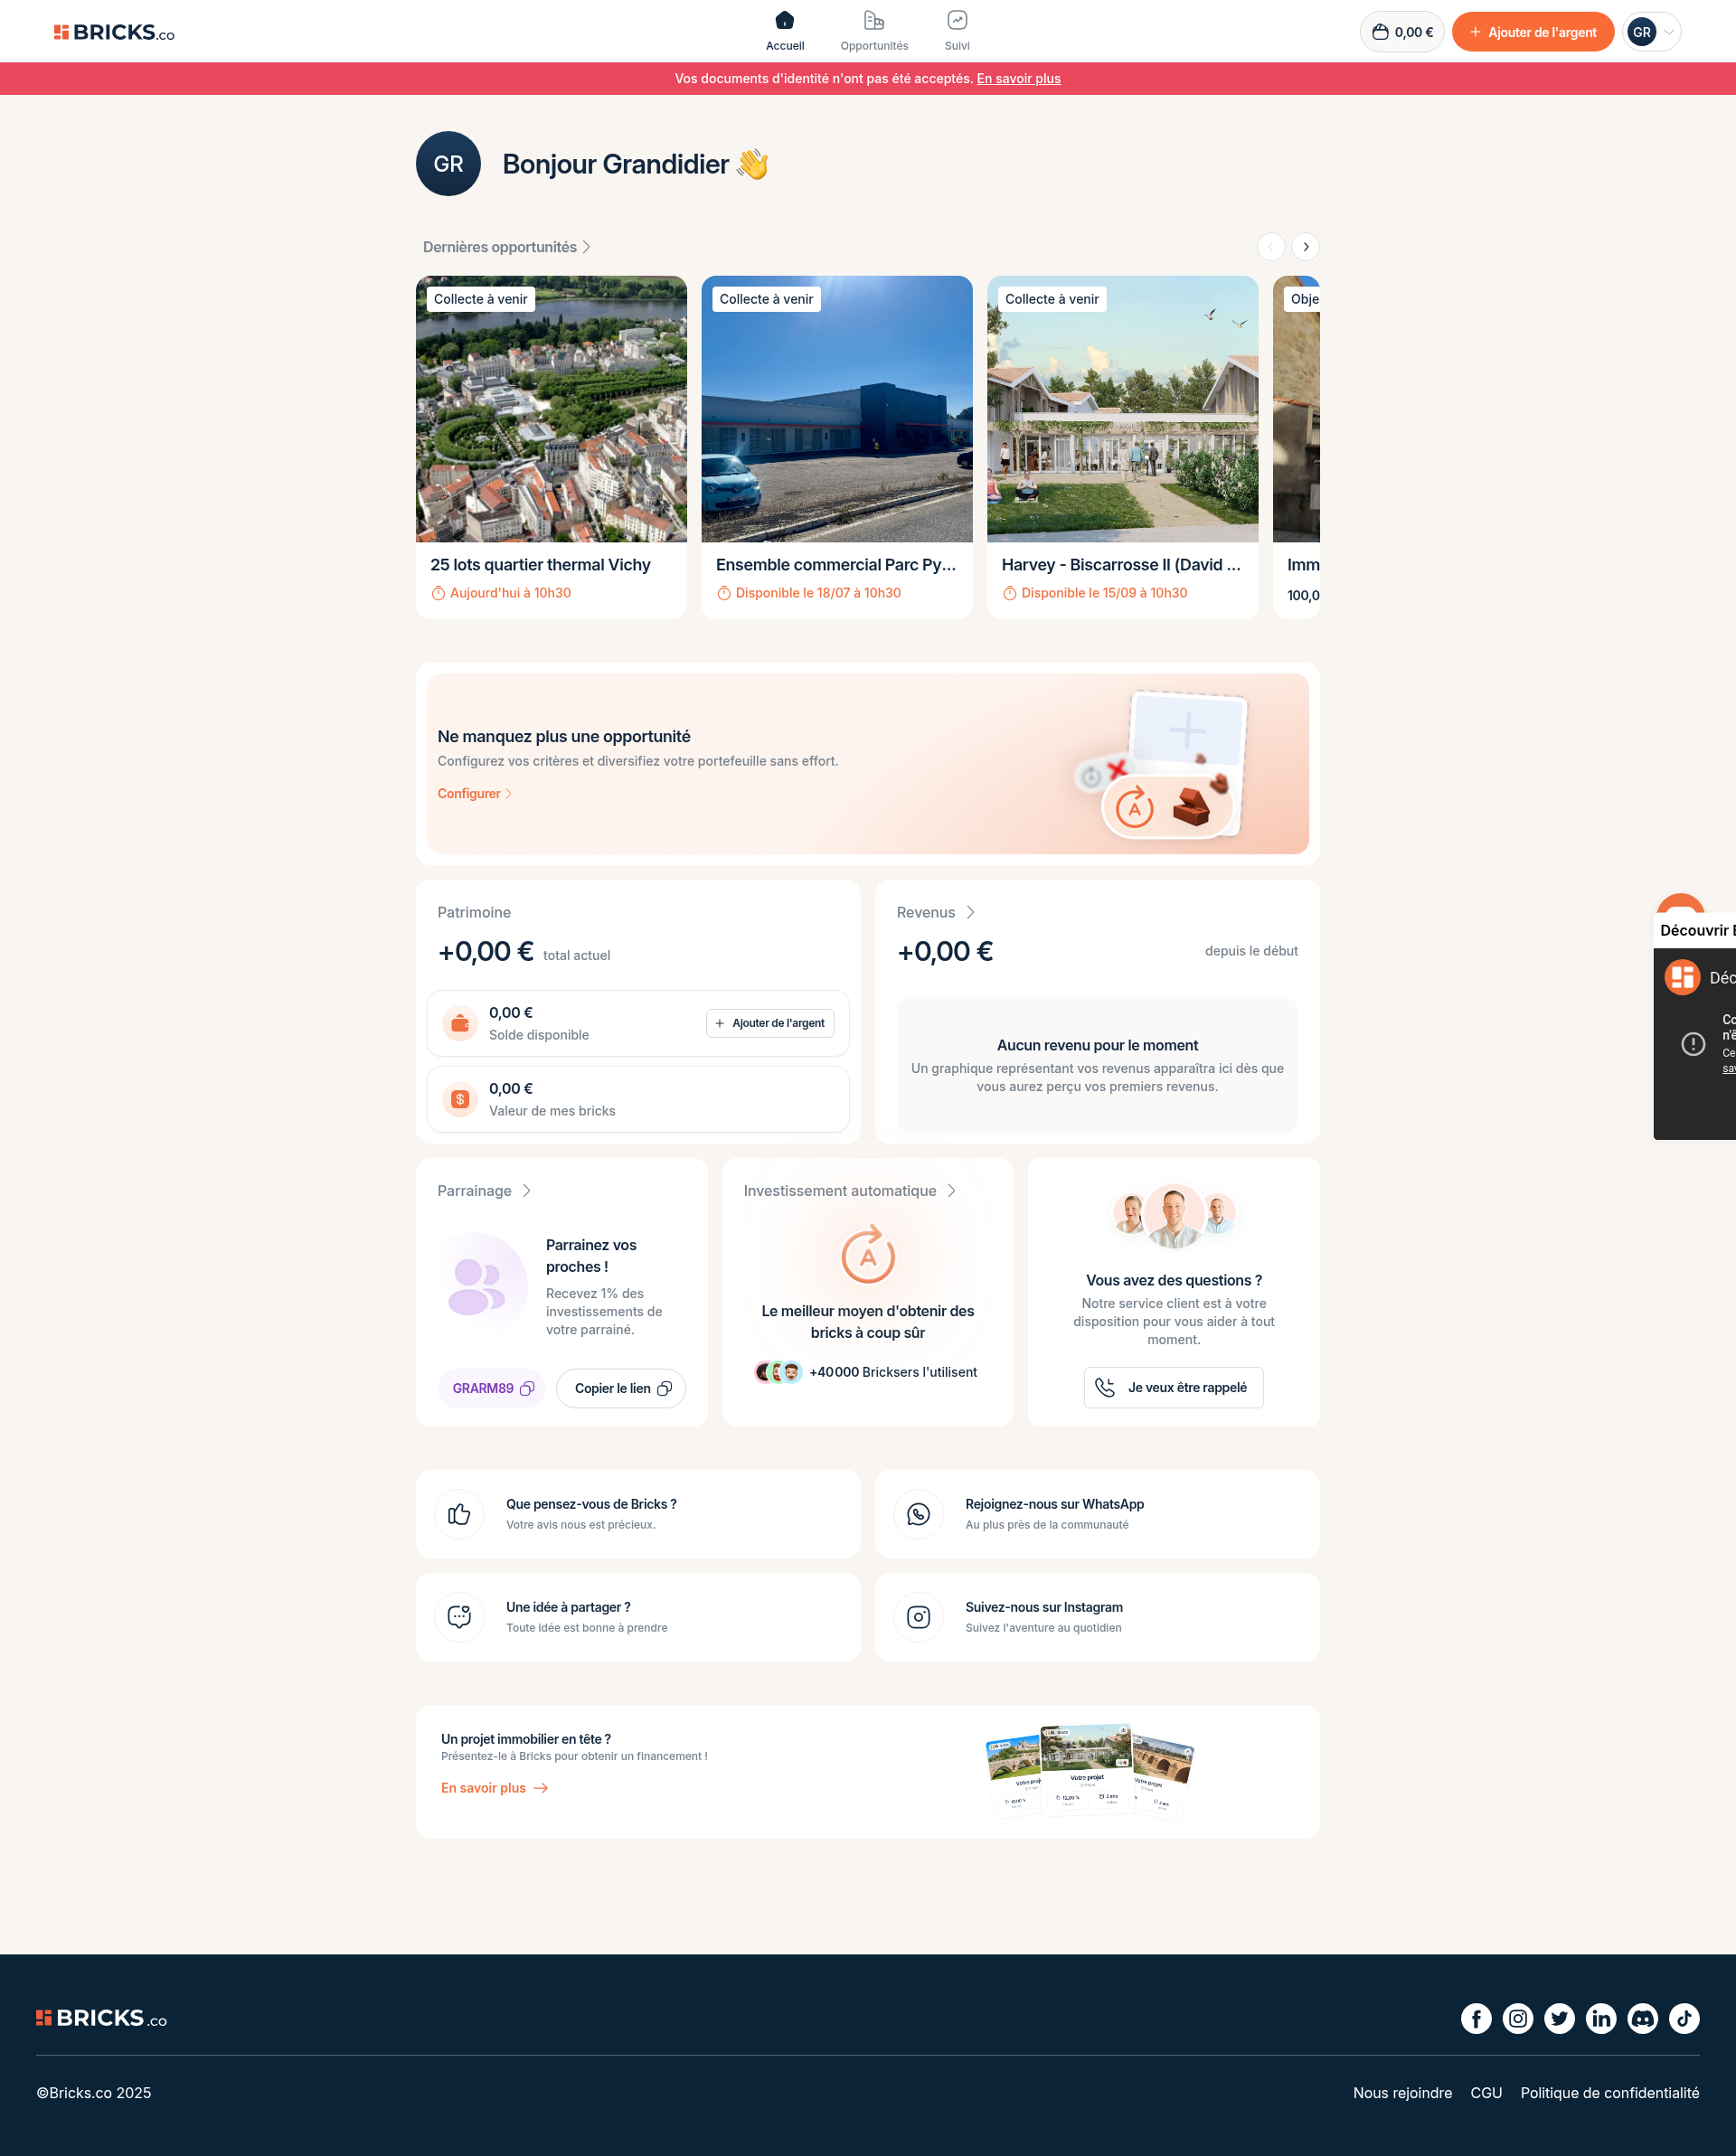 BRICKS.co
Accueil
Opportunités
Suivi
0,00 €
Ajouter de l'argent
GR
Vos documents d'identité n'ont pas été acceptés. En savoir plus
GR
Bonjour Grandidier
Dernières opportunités
Collecte à venir
25 lots quartier thermal Vichy
Aujourd'hui à 10h30
Collecte à venir
Ensemble commercial Parc Py...
Disponible le 18/07 à 10h30
Collecte à venir
Harvey - Biscarrosse II (David ...
Disponible le 15/09 à 10h30
Obje
Imm
100,0
Ne manquez plus une opportunité
Configurez vos critères et diversifiez votre portefeuille sans effort.
Configurer
A
Patrimoine
+0,00 € total actuel
0,00 €
Solde disponible
Ajouter de l'argent
0,00 €
Valeur de mes bricks
Revenus
+0,00 €
depuis le début
Aucun revenu pour le moment
Un graphique représentant vos revenus apparaîtra ici dès que
vous aurez perçu vos premiers revenus.
Découvrir
Déc
Co
n'ê
Ce
sav
Parrainage
Parrainez vos
proches !
Recevez 1% des
investissements de
votre parrainé.
GRARM89
Copier le lien
Investissement automatique
A
Le meilleur moyen d'obtenir des
bricks à coup sûr
+40 000 Bricksers l'utilisent
Vous avez des questions ?
Notre service client est à votre
disposition pour vous aider à tout
moment.
Je veux être rappelé
Que pensez-vous de Bricks ?
Votre avis nous est précieux.
Rejoignez-nous sur WhatsApp
Au plus près de la communauté
Une idée à partager ?
Toute idée est bonne à prendre
Suivez-nous sur Instagram
Suivez l'aventure au quotidien
Un projet immobilier en tête ?
Présentez-le à Bricks pour obtenir un financement !
En savoir plus
Votre projet
12,00 %
2 ans
BRICKS.co
©Bricks.co 2025
Nous rejoindre
CGU
Politique de confidentialité